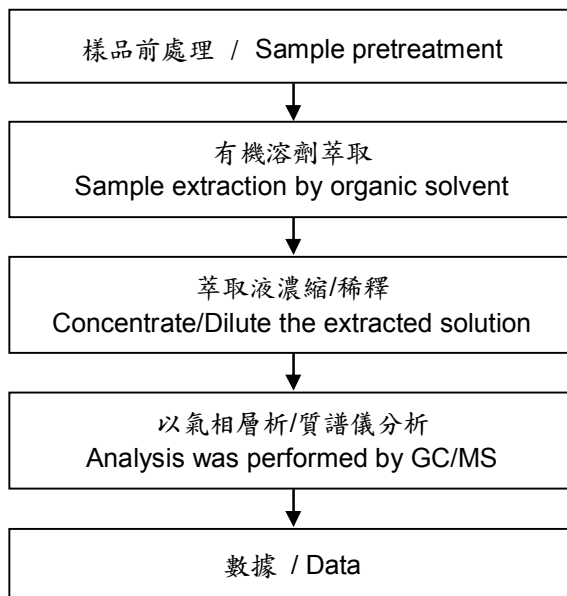 樣品前處理 / Sample pretreatment
有機溶劑萃取
Sample extraction by organic solvent
萃取液濃縮/稀釋
Concentrate/Dilute the extracted solution
以氣相層析/質譜儀分析
Analysis was performed by GC/MS
數據 / Data